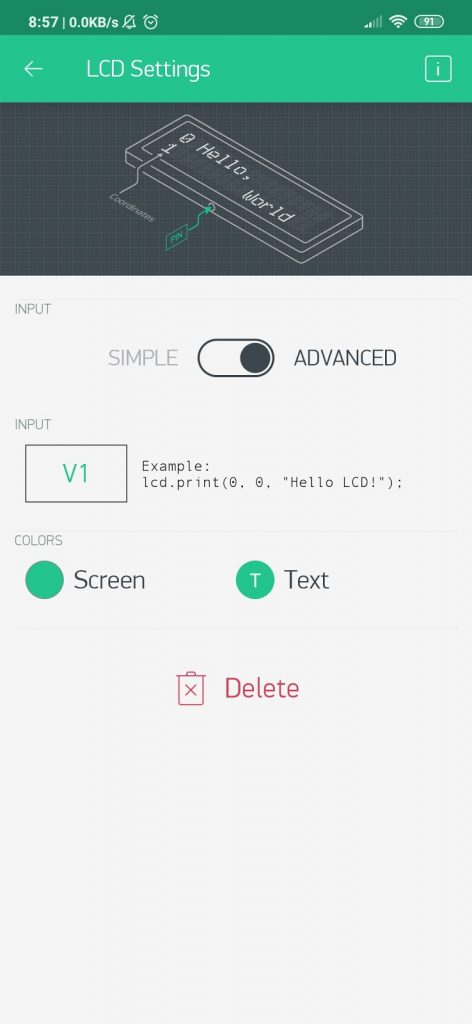 8:57 | 0.0KB/s 91
LCD Settings
0 Hello,
1 World
Coordinates
PIN
INPUT
SIMPLE ADVANCED
INPUT
V1
Example:
lcd.print(0, 0, "Hello LCD!");
COLORS
Screen T Text
Delete